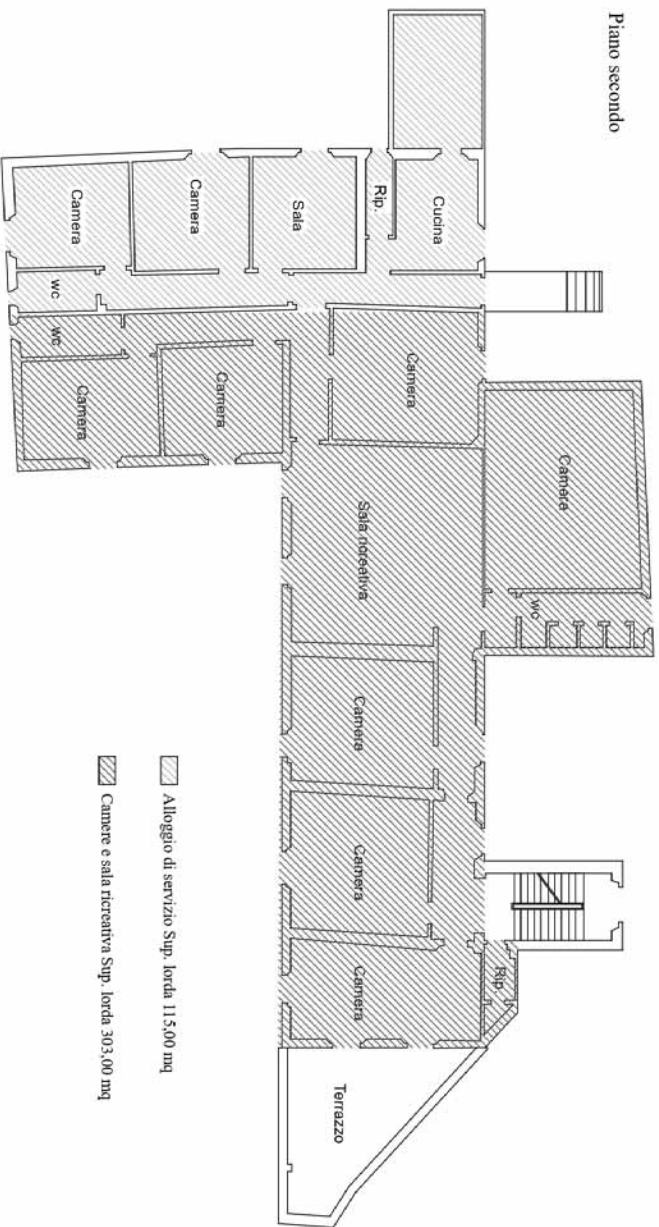 Piano secondo
Cucina
Rip.
Sala
Camera
Camera
wc
wc
Camera
Camera
Camera
Camera
wc
Sala ricreativa
Camera
Camera
Camera
Rip.
Terrazzo
Alloggio di servizio Sup. lorda 115,00 mq
Camere e sala ricreativa Sup. lorda 303,00 mq